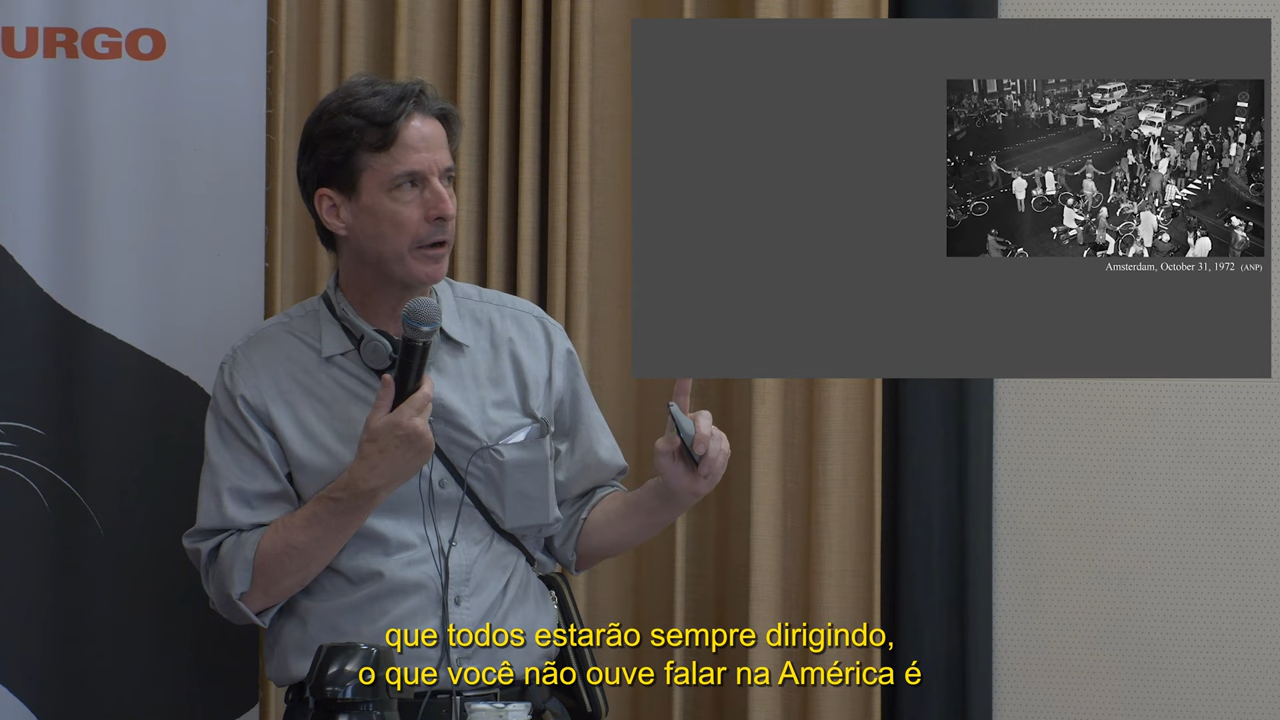 URGO
Amsterdam, October 31, 1972 (ANP)
que todos estarão sempre dirigindo,
o que você não ouve falar na América é